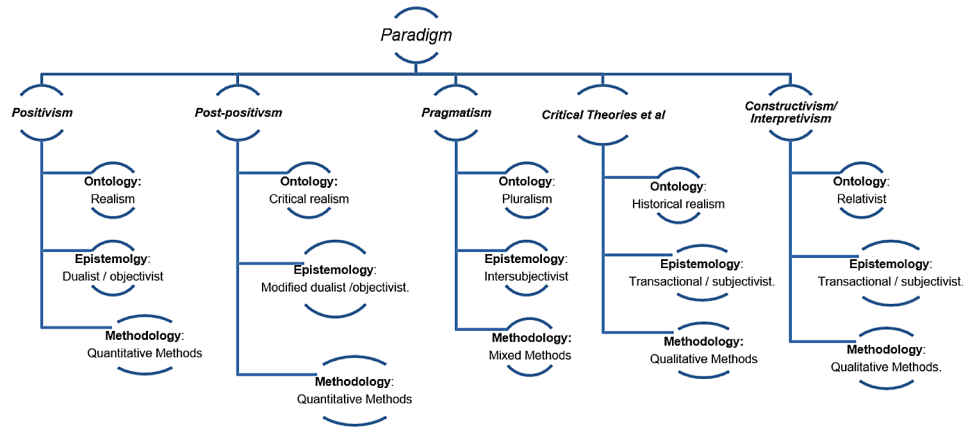 Paradigm
Positivism
Post-positivsm
Pragmatism
Critical Theories et al
Constructivism/
Interpretivism
Ontology:
Realism
Epistemolgy:
Dualist / objectivist
Methodology:
Quantitative Methods
Ontology:
Critical realism
Epistemology:
Modified dualist /objectivist.
Methodology:
Quantitative Methods
Ontology:
Pluralism
Epistemology:
Intersubjectivist
Methodology:
Mixed Methods
Ontology:
Historical realism
Epistemology:
Transactional / subjectivist.
Methodology:
Qualitative Methods
Ontology:
Relativist
Epistemology:
Transactional / subjectivist.
Methodology:
Qualitative Methods.